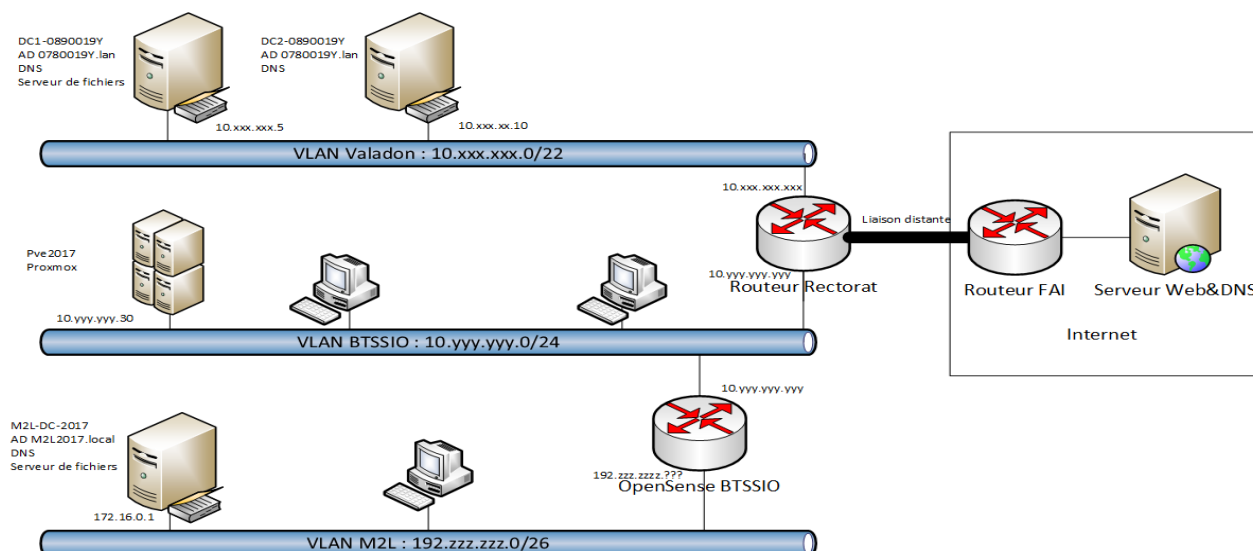 DC1-0890019Y
AD 0780019Y.lan
DNS
Serveur de fichiers
DC2-0890019Y
AD 0780019Y.lan
DNS
10.xxx.xxx.5
10.xxx.xx.10
VLAN Valadon : 10.xxx.xxx.0/22
10.xxx.xxx.xxx
Liaison distante
Pve2017
Proxmox
10.yyy.yyy.yyy
Routeur Rectorat
Routeur FAI
Serveur Web&DNS
Internet
10.yyy.yyy.30
VLAN BTSSIO : 10.yyy.yyy.0/24
10.yyy.yyy.yyy
M2L-DC-2017
AD M2L2017.local
DNS
Serveur de fichiers
192.zzz.zzzz.???
OpenSense BTSSIO
172.16.0.1
VLAN M2L : 192.zzz.zzz.0/26